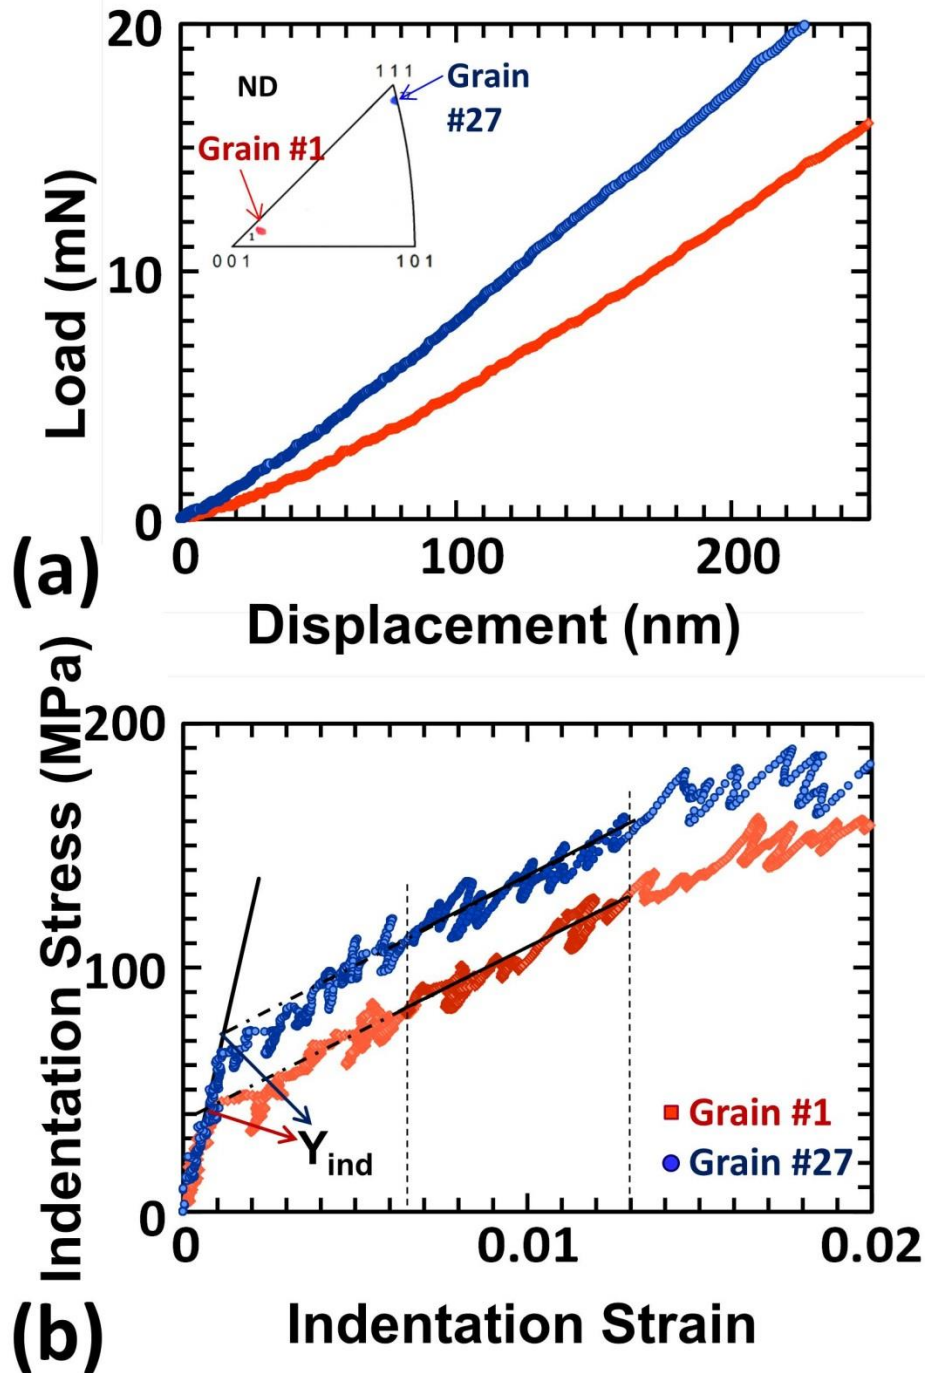 20
10
0
Load (mN)
ND
1 1 1
Grain
#27
Grain #1
1
0 0 1
1 0 1
0
100
200
(a)
Displacement (nm)
Indentation Stress (MPa)
200
100
0
Y_ind
Grain #1
Grain #27
0
0.01
0.02
(b)
Indentation Strain